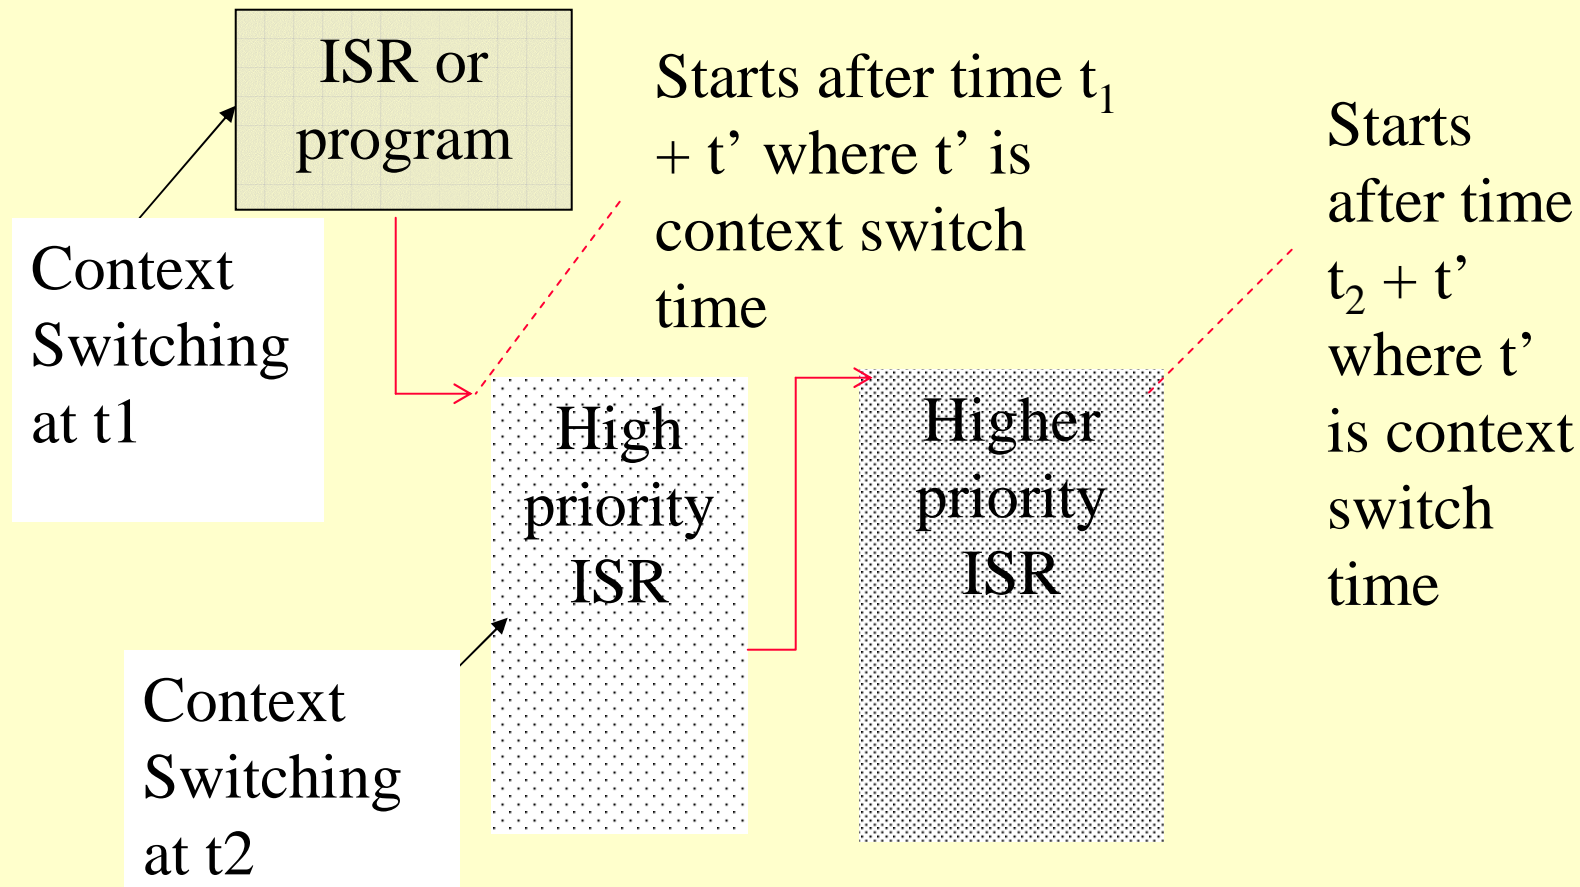 ISR or
program
Starts after time t₁
+ t’ where t’ is
context switch
time
Starts
after time
t₂ + t’
where t’
is context
switch
time
Context
Switching
at t1
High
priority
ISR
Higher
priority
ISR
Context
Switching
at t2